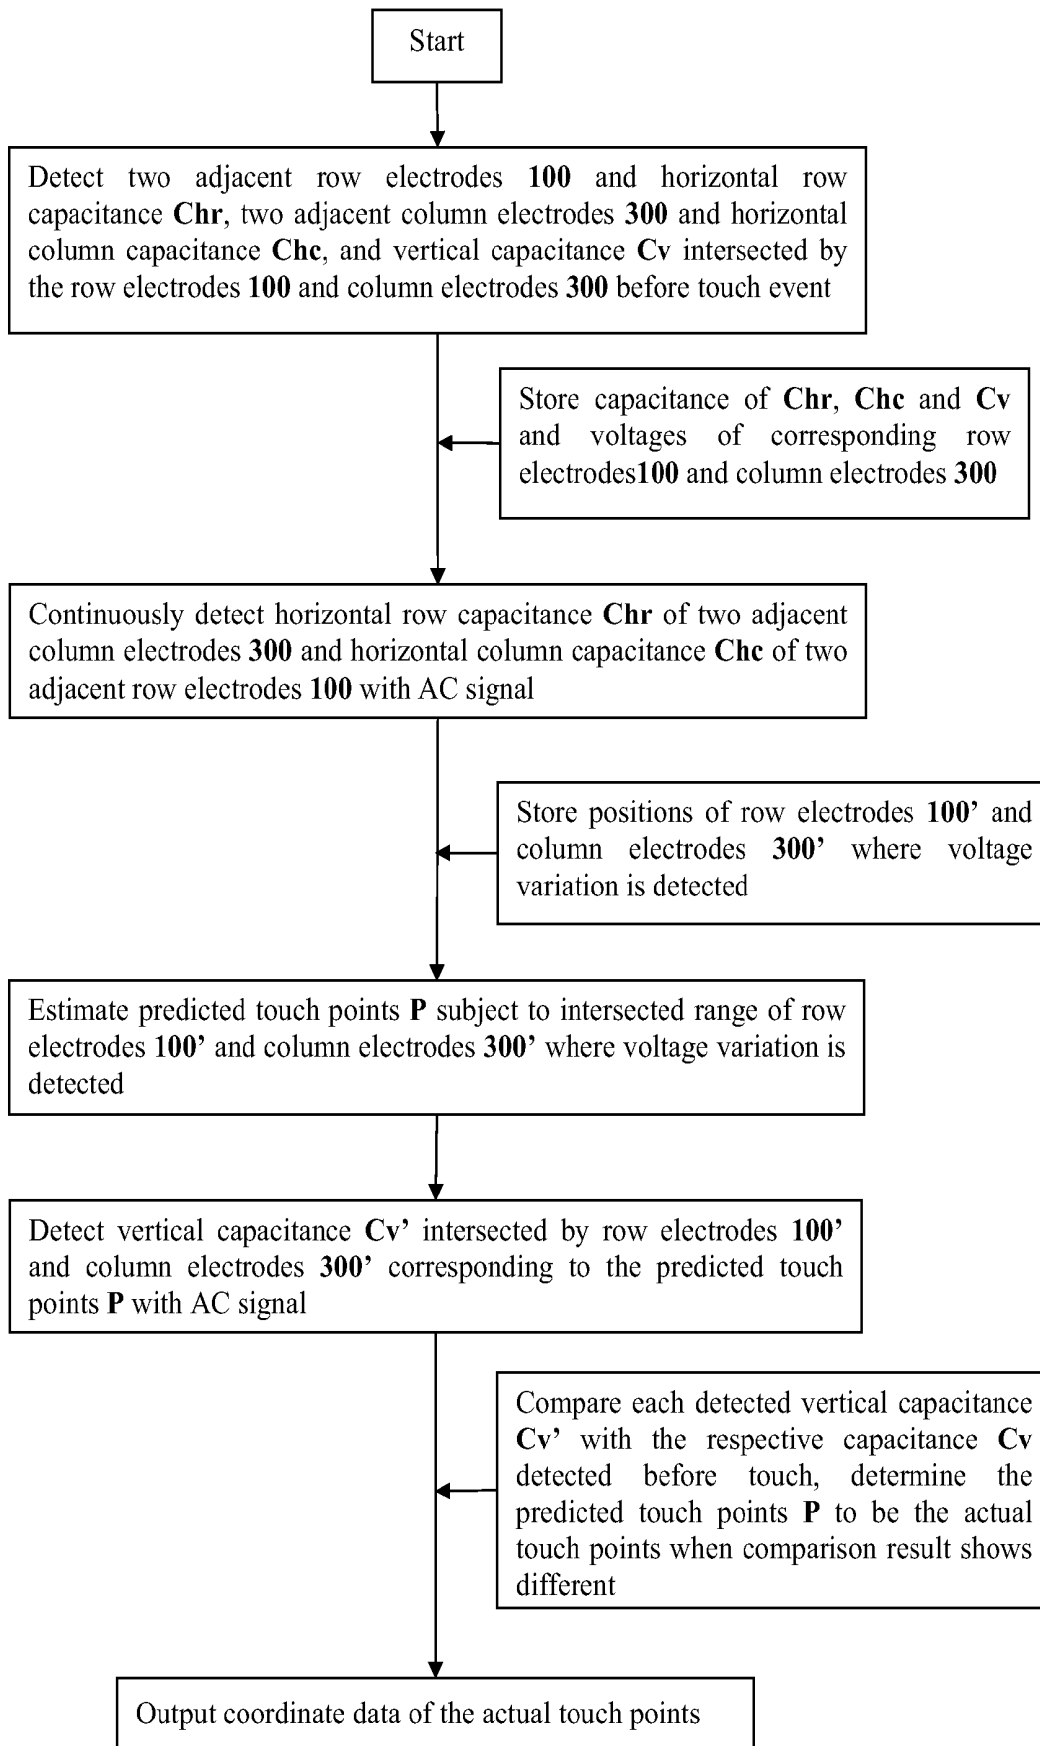 Start
Detect two adjacent row electrodes 100 and horizontal row
capacitance Chr, two adjacent column electrodes 300 and horizontal
column capacitance Chc, and vertical capacitance Cv intersected by
the row electrodes 100 and column electrodes 300 before touch event
Store capacitance of Chr, Chc and Cv
and voltages of corresponding row
electrodes100 and column electrodes 300
Continuously detect horizontal row capacitance Chr of two adjacent
column electrodes 300 and horizontal column capacitance Chc of two
adjacent row electrodes 100 with AC signal
Store positions of row electrodes 100’ and
column electrodes 300’ where voltage
variation is detected
Estimate predicted touch points P subject to intersected range of row
electrodes 100’ and column electrodes 300’ where voltage variation is
detected
Detect vertical capacitance Cv’ intersected by row electrodes 100’
and column electrodes 300’ corresponding to the predicted touch
points P with AC signal
Compare each detected vertical capacitance
Cv’ with the respective capacitance Cv
detected before touch, determine the
predicted touch points P to be the actual
touch points when comparison result shows
different
Output coordinate data of the actual touch points